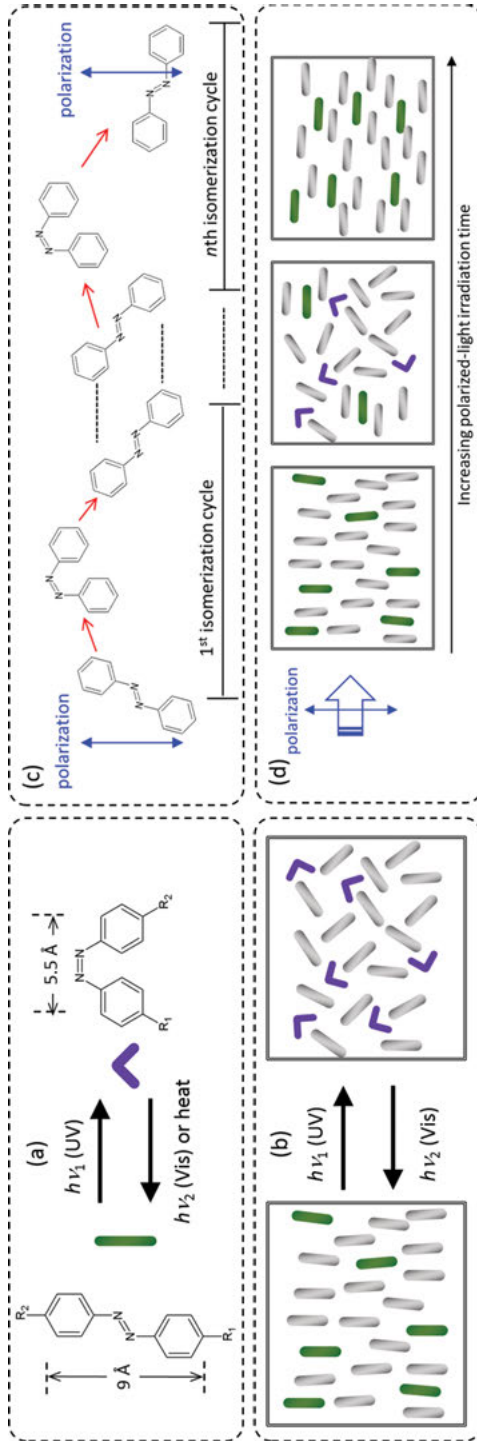 (a)
9 Å
R₂
N=N
R₁
hν₁ (UV)
hν₂ (Vis) or heat
5.5 Å
N=N
R₁
R₂
(b)
hν₁ (UV)
hν₂ (Vis)
(c)
polarization
N=N
N=N
N=N
N=N
N=N
N=N
polarization
1st isomerization cycle
nth isomerization cycle
(d)
polarization
Increasing polarized-light irradiation time